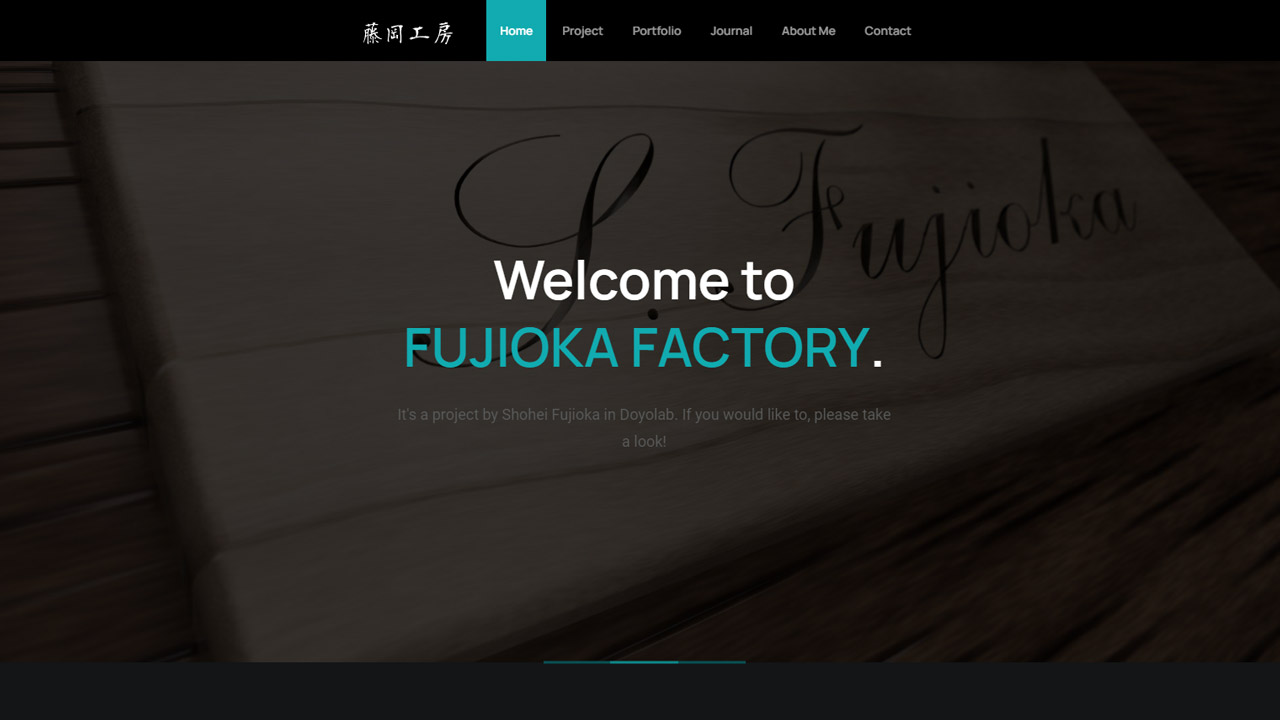 藤岡工房
Home Project Portfolio Journal About Me Contact
L. Fujioka
Welcome to
FUJIOKA FACTORY.
It's a project by Shohei Fujioka in Doyolab. If you would like to, please take
a look!